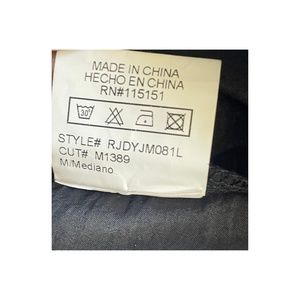 MADE IN CHINA
HECHO EN CHINA
RN#115151
30
STYLE# RJDYJM081L
CUT# M1389
M/Mediano